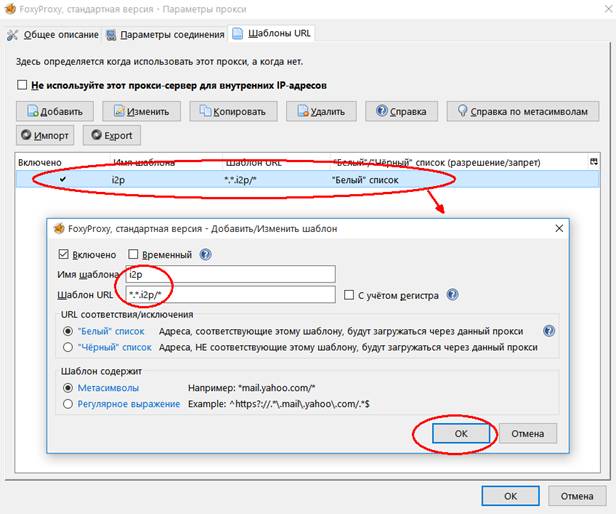 FoxyProxy, стандартная версия - Параметры прокси
Общее описание Параметры соединения Шаблоны URL
Здесь определяется когда использовать этот прокси, а когда нет.
Не используйте этот прокси-сервер для внутренних IP-адресов
Добавить Изменить Копировать Удалить Справка Справка по метасимволам
Импорт Export
Включено Имя шаблона Шаблон URL "Белый"/"Чёрный" список (разрешение/запрет)
i2p *.*.i2p/* "Белый" список
FoxyProxy, стандартная версия - Добавить/Изменить шаблон
Включено Временный
Имя шаблона i2p
Шаблон URL *.*.i2p/* С учётом регистра
URL соответствия/исключения
"Белый" список Адреса, соответствующие этому шаблону, будут загружаться через данный прокси
"Чёрный" список Адреса, НЕ соответствующие этому шаблону, будут загружаться через данный прокси
Шаблон содержит
Метасимволы Например: *mail.yahoo.com/*
Регулярное выражение Example: ^https?://.*\.mail\.yahoo\.com/.*$
OK Отмена
OK Отмена